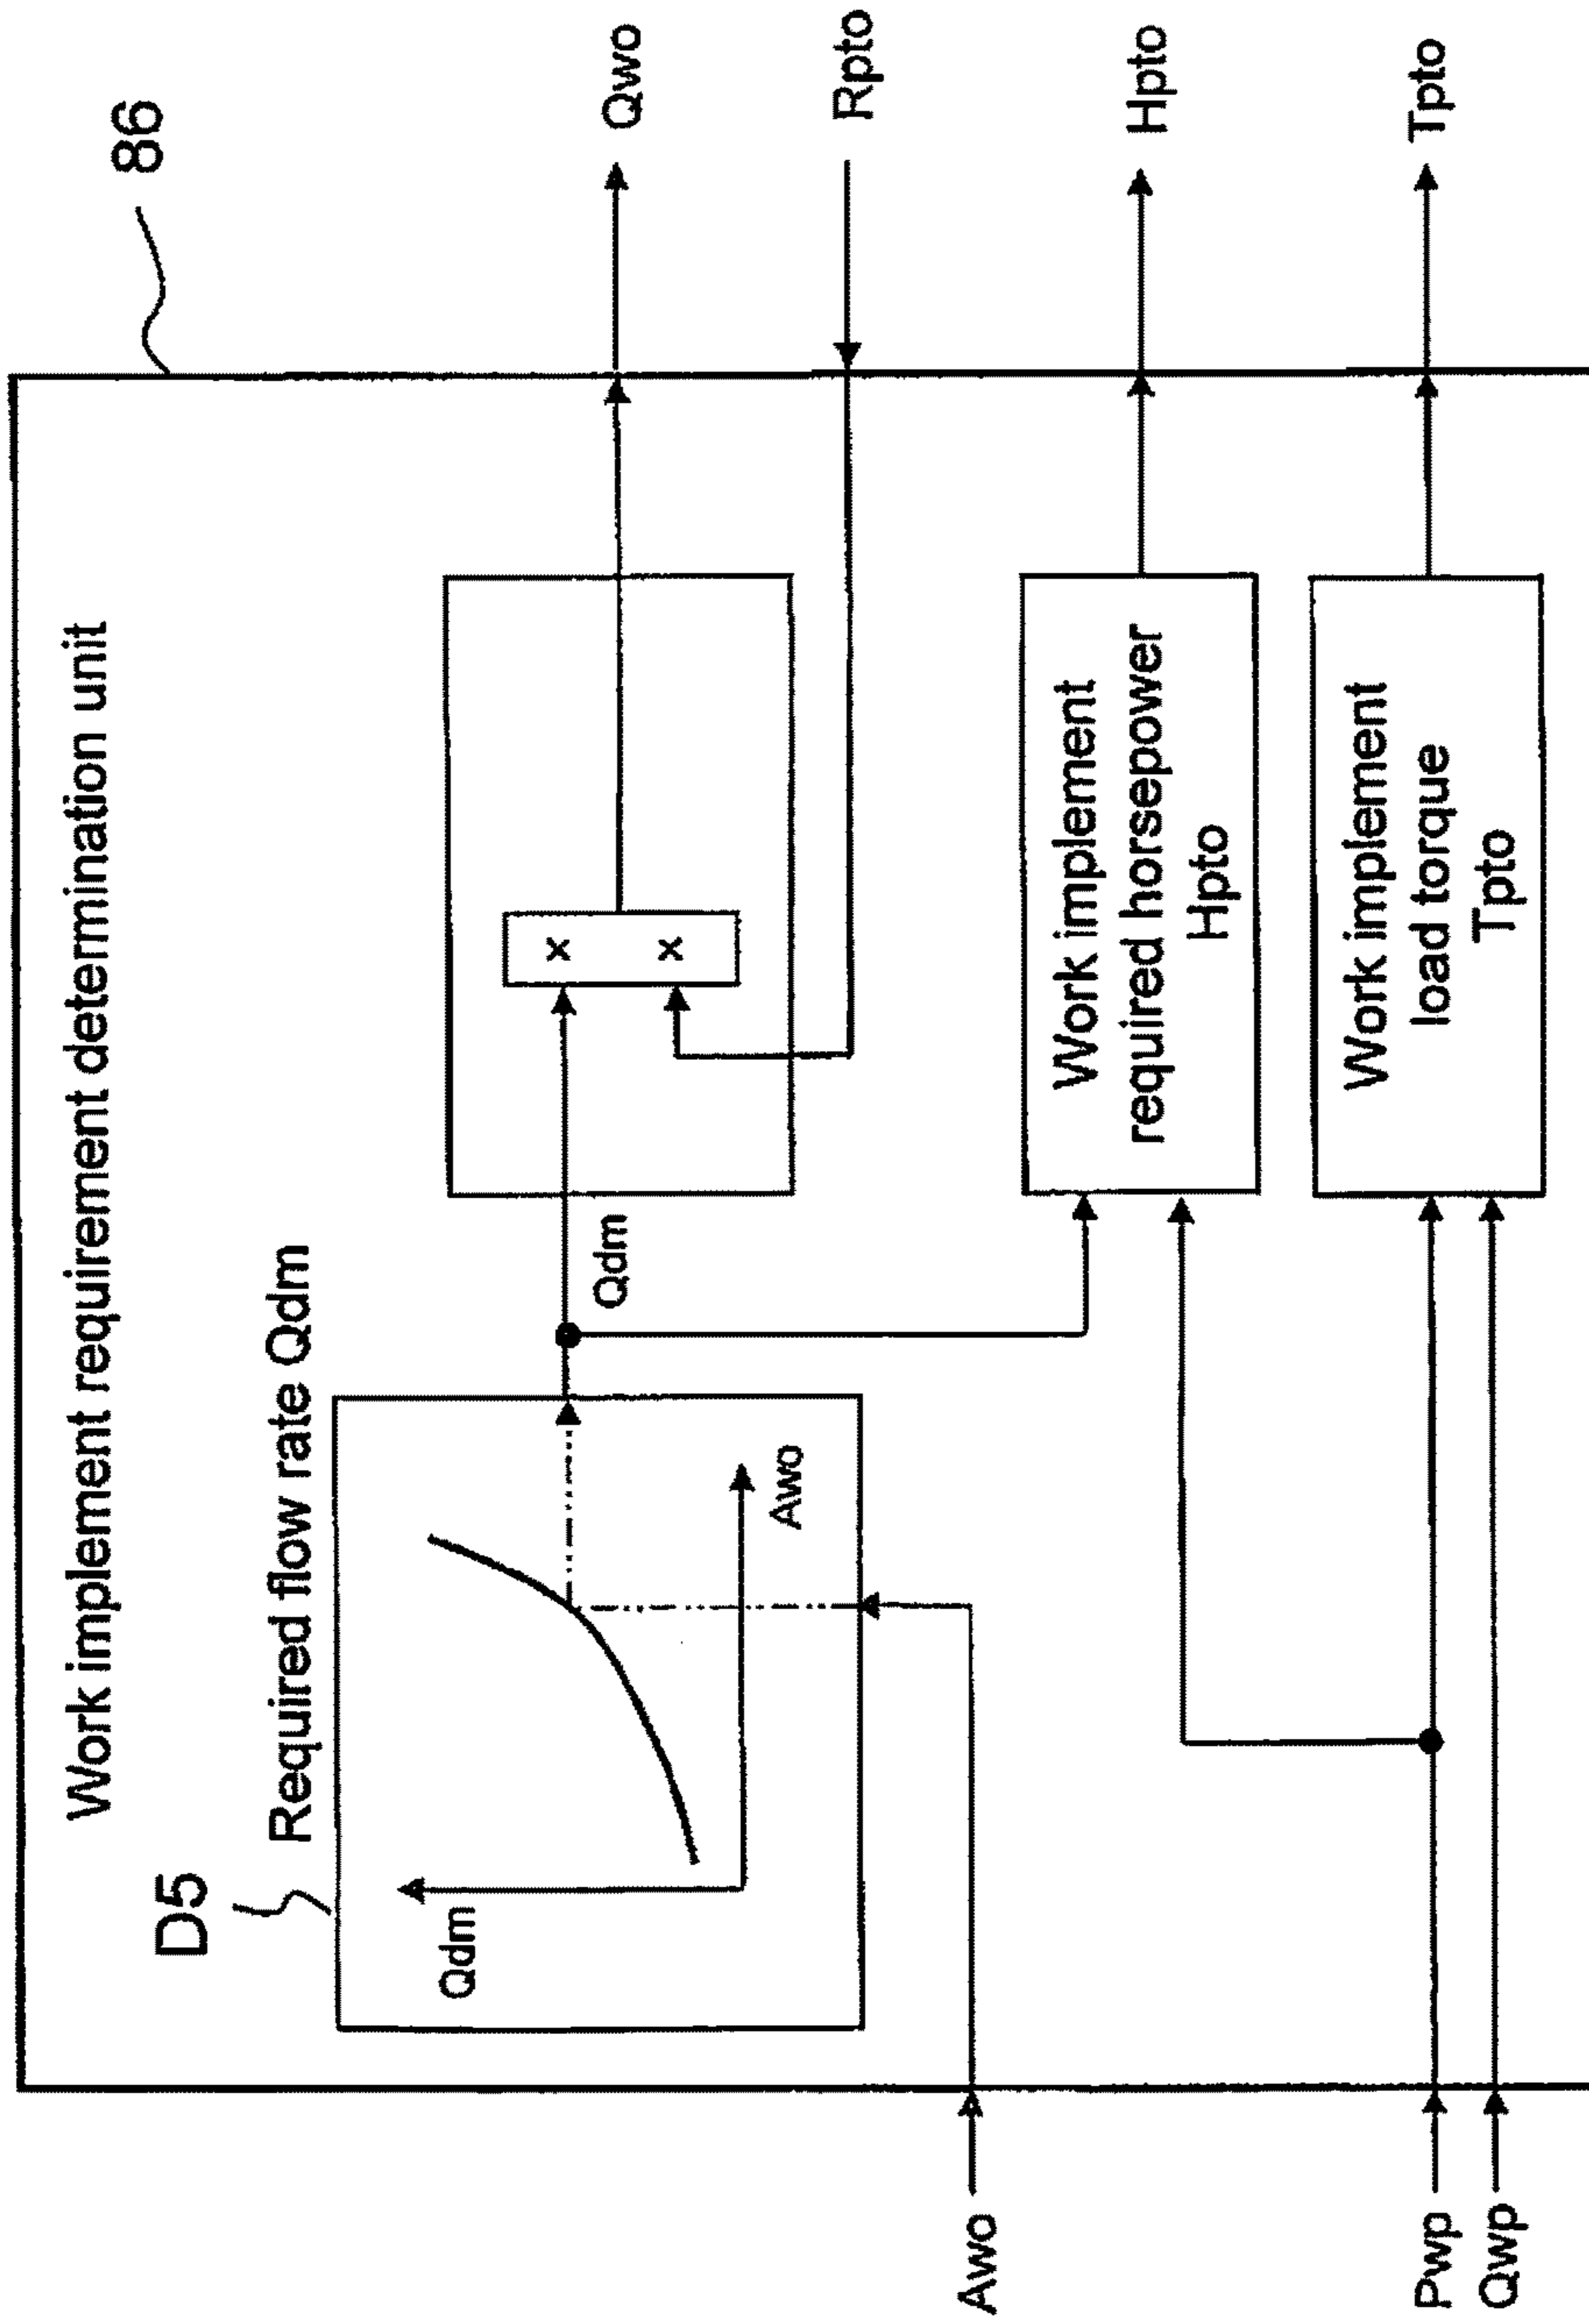 86
Work implement requirement determination unit
D5
Required flow rate Qdm
Qdm
Awo
Qdm
x
x
Qwo
Rpto
Awo
Work implement
required horsepower
Hpto
Hpto
Work implement
load torque
Tpto
Tpto
Pwp
Qwp